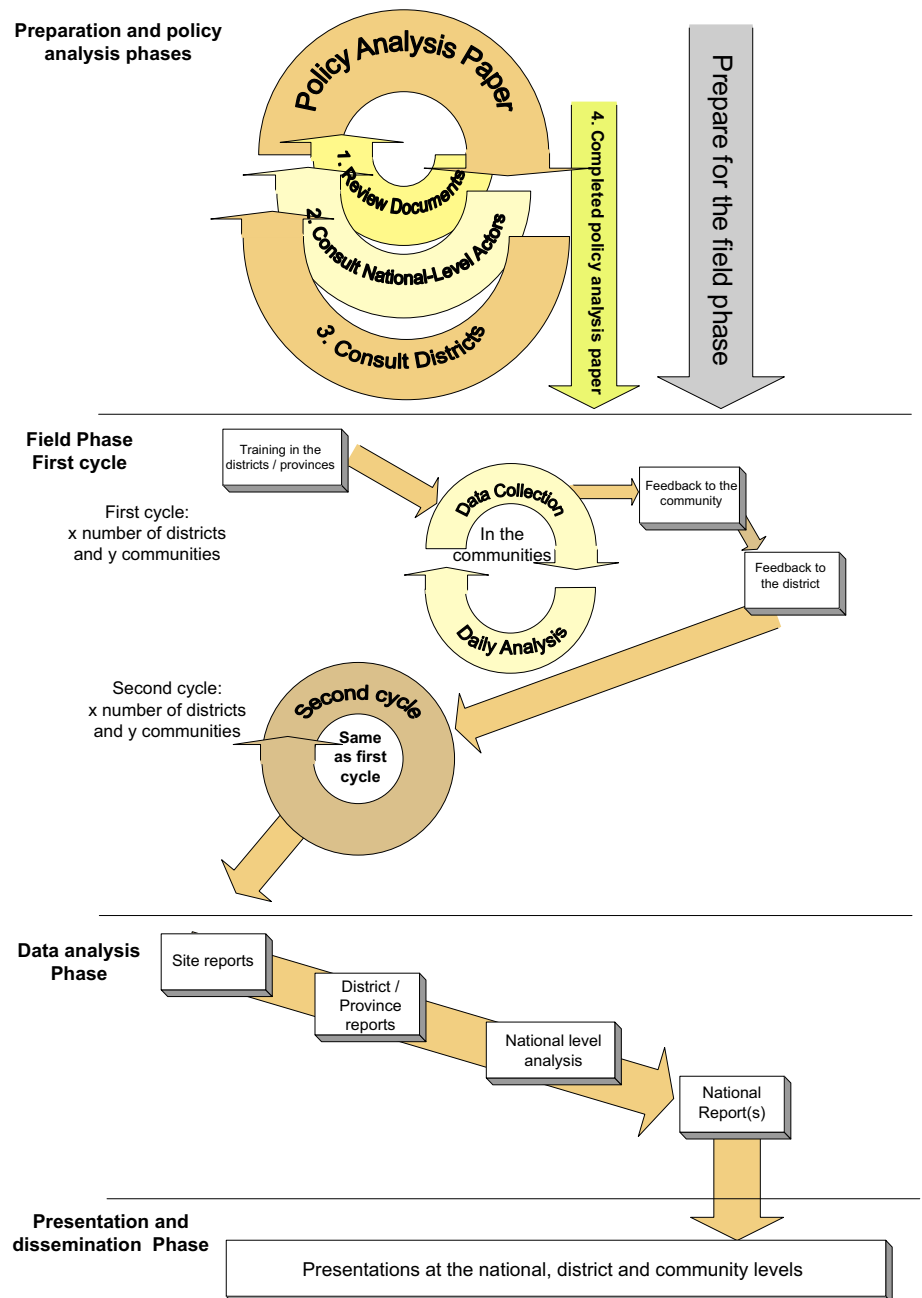 Preparation and policy
analysis phases
Policy Analysis Paper
1. Review Documents
2. Consult National-Level Actors
3. Consult Districts
4. Completed policy analysis paper
Prepare for the field phase
Field Phase
First cycle
Training in the
districts / provinces
First cycle:
x number of districts
and y communities
Data Collection
In the
communities
Daily Analysis
Feedback to the
community
Feedback to
the district
Second cycle:
x number of districts
and y communities
Second cycle
Same
as first
cycle
Data analysis
Phase
Site reports
District /
Province
reports
National level
analysis
National
Report(s)
Presentation and
dissemination Phase
Presentations at the national, district and community levels